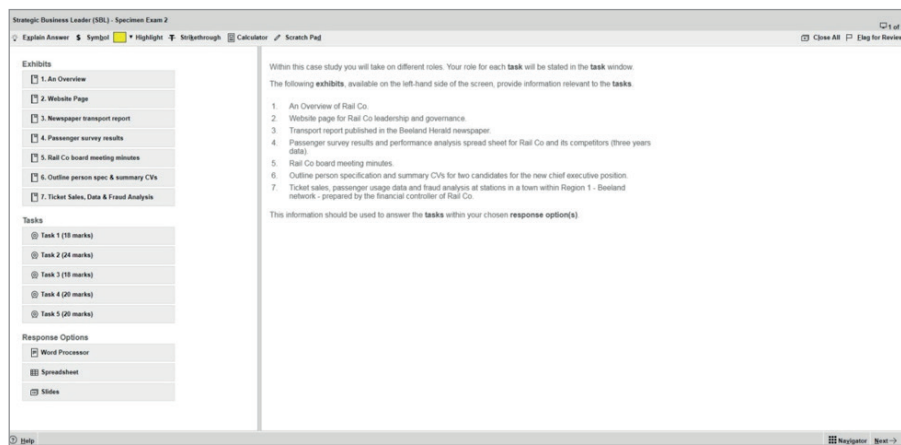 Strategic Business Leader (SBL) - Specimen Exam 2
1 of
Explain Answer $ Symbol Highlight T Strikethrough Calculator Scratch Pad
Close All Flag for Review
Exhibits
1. An Overview
2. Website Page
3. Newspaper transport report
4. Passenger survey results
5. Rail Co board meeting minutes
6. Outline person spec & summary CVs
7. Ticket Sales, Data & Fraud Analysis
Tasks
Task 1 (18 marks)
Task 2 (24 marks)
Task 3 (18 marks)
Task 4 (20 marks)
Task 5 (20 marks)
Response Options
Word Processor
Spreadsheet
Slides
Within this case study you will take on different roles. Your role for each task will be stated in the task window.
The following exhibits, available on the left-hand side of the screen, provide information relevant to the tasks.
1. An Overview of Rail Co.
2. Website page for Rail Co leadership and governance.
3. Transport report published in the Beeland Herald newspaper.
4. Passenger survey results and performance analysis spread sheet for Rail Co and its competitors (three years
data).
5. Rail Co board meeting minutes.
6. Outline person specification and summary CVs for two candidates for the new chief executive position.
7. Ticket sales, passenger usage data and fraud analysis at stations in a town within Region 1 - Beeland
network - prepared by the financial controller of Rail Co.
This information should be used to answer the tasks within your chosen response option(s).
Help
Navigator Next